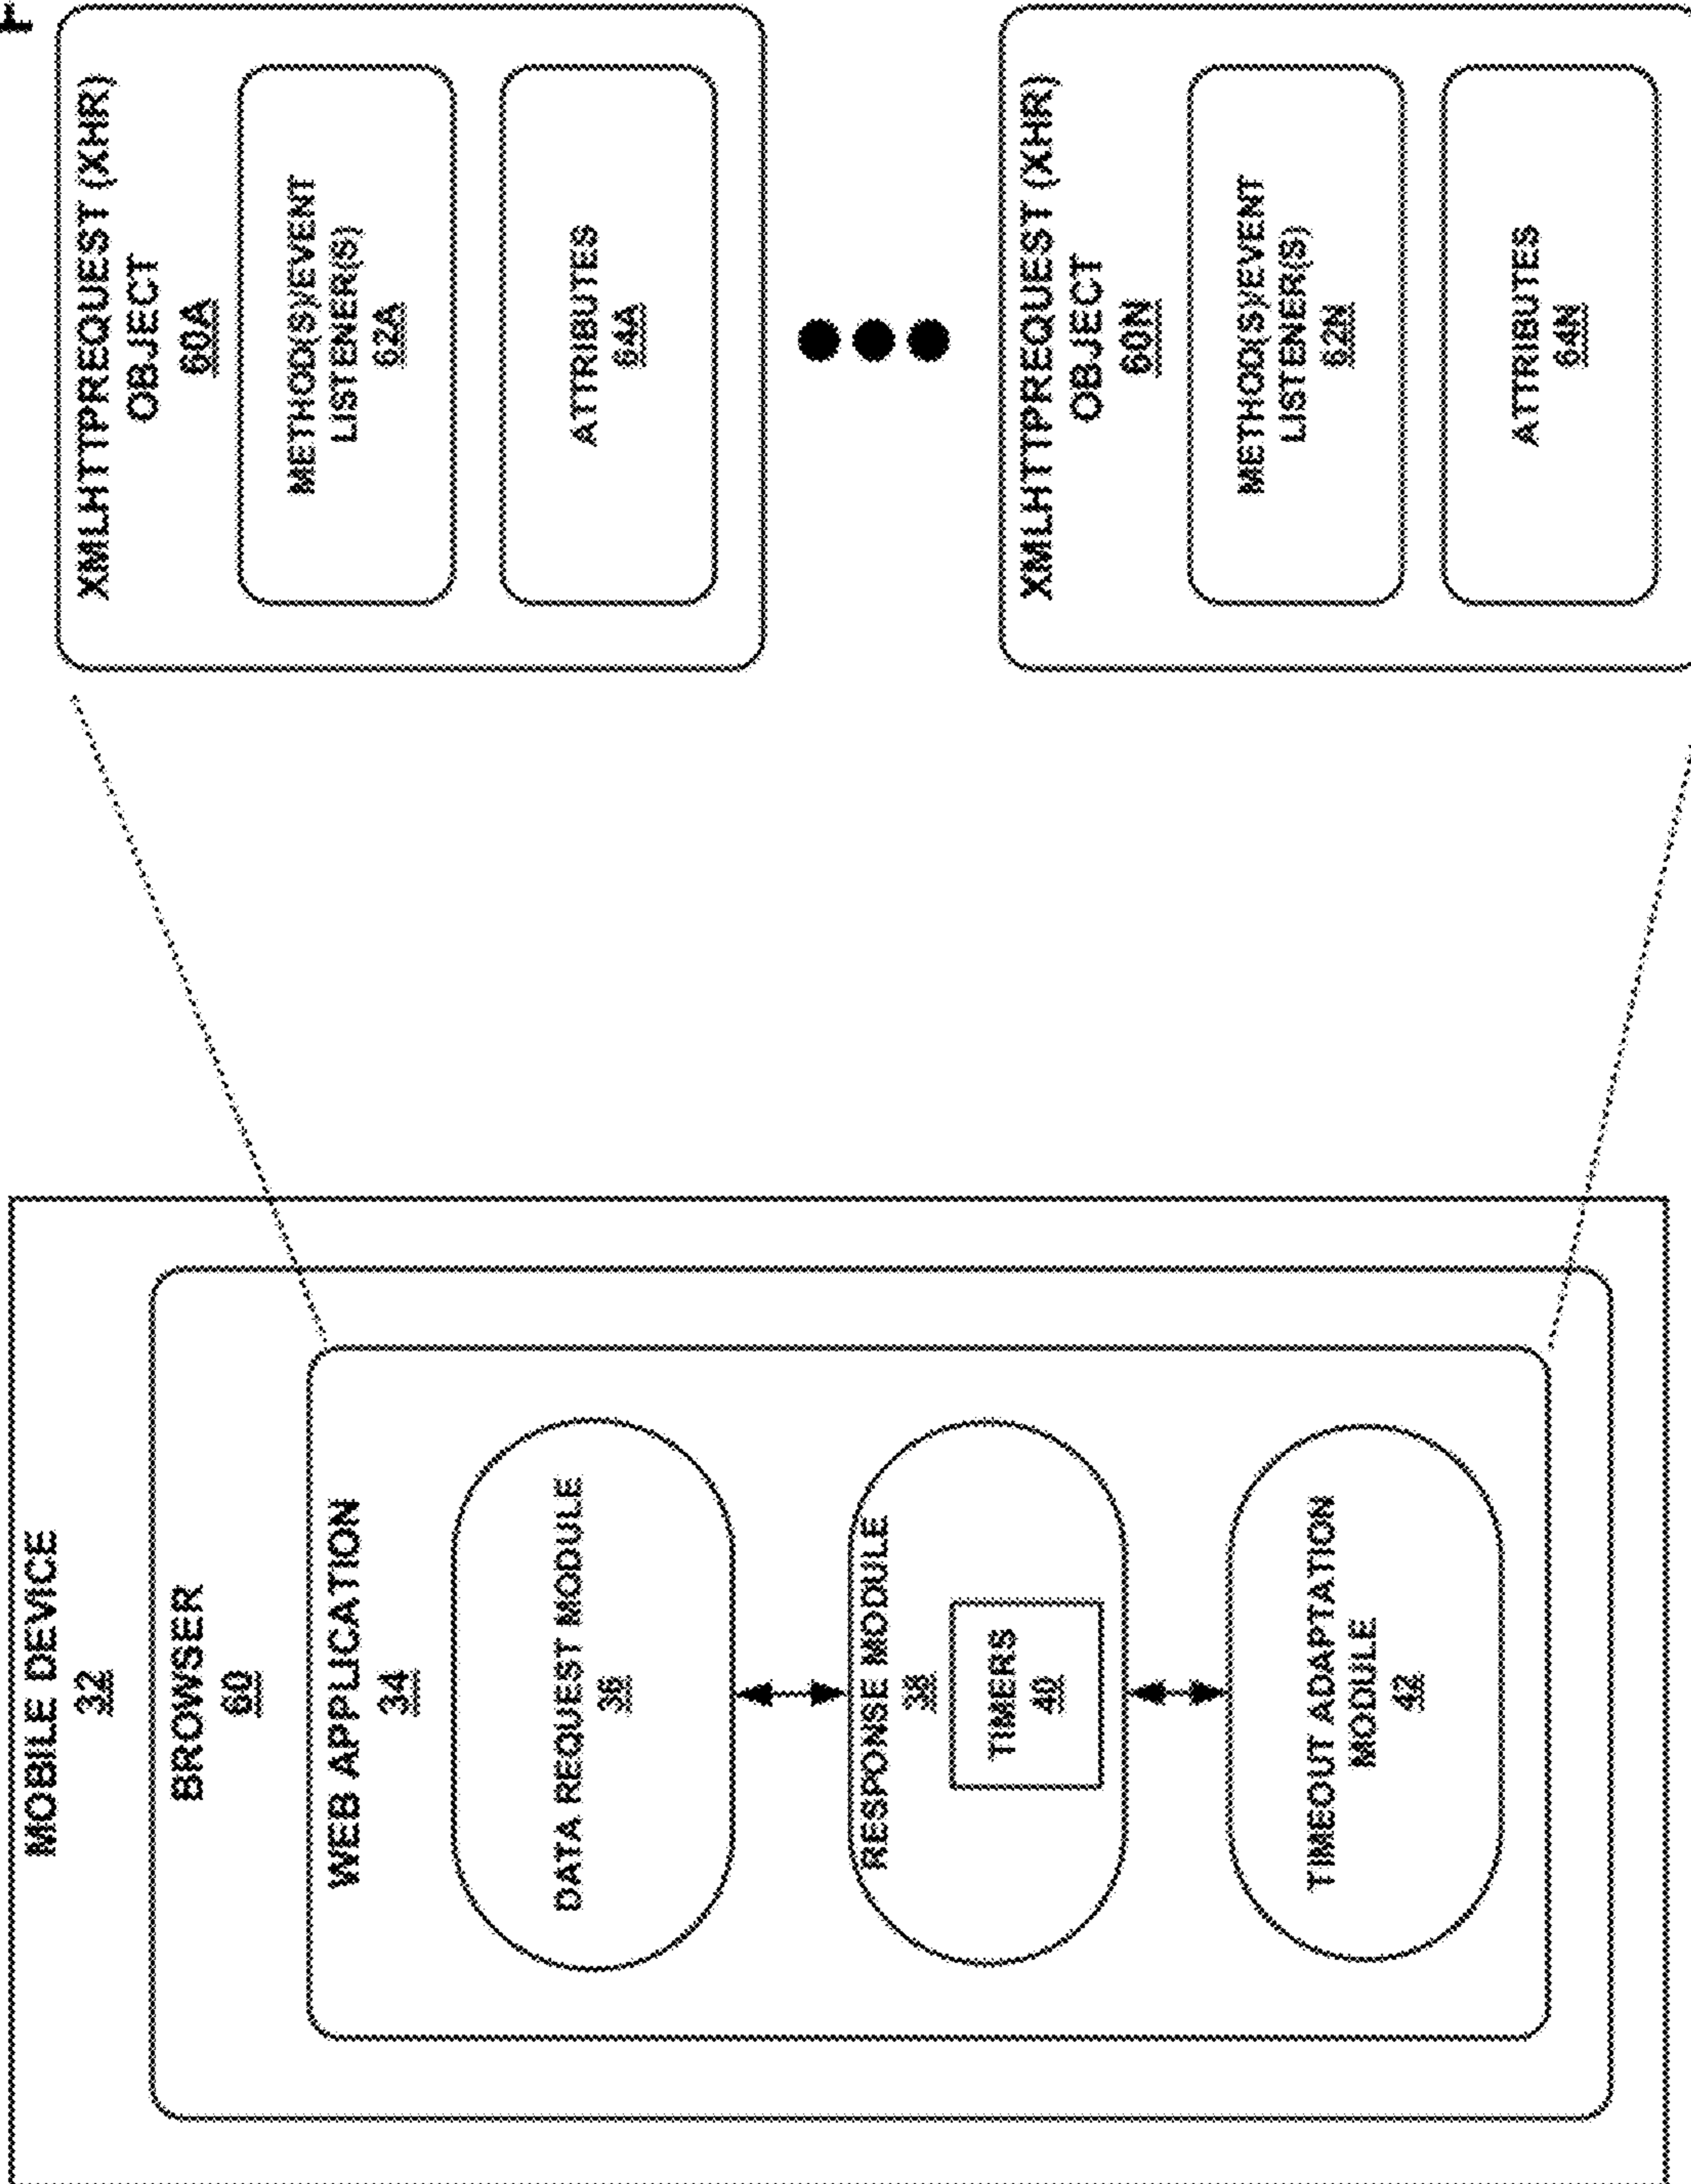 MOBILE DEVICE
32
BROWSER
60
WEB APPLICATION
34
DATA REQUEST MODULE
36
RESPONSE MODULE
38
TIMERS
40
TIMEOUT ADAPTATION
MODULE
42
XMLHTTPREQUEST (XHR)
OBJECT
60A
METHOD(S)/EVENT
LISTENER(S)
62A
ATTRIBUTES
64A
XMLHTTPREQUEST (XHR)
OBJECT
60N
METHOD(S)/EVENT
LISTENER(S)
62N
ATTRIBUTES
64N